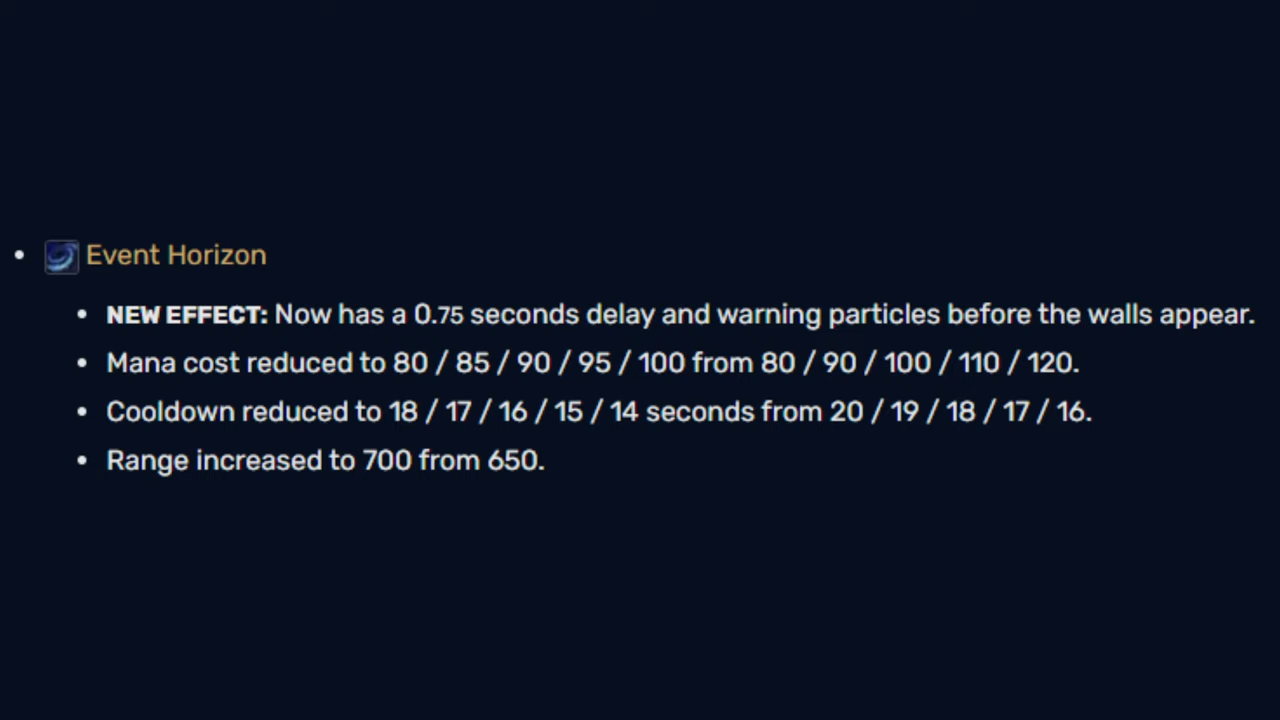 Event Horizon
NEW EFFECT: Now has a 0.75 seconds delay and warning particles before the walls appear.
Mana cost reduced to 80 / 85 / 90 / 95 / 100 from 80 / 90 / 100 / 110 / 120.
Cooldown reduced to 18 / 17 / 16 / 15 / 14 seconds from 20 / 19 / 18 / 17 / 16.
Range increased to 700 from 650.